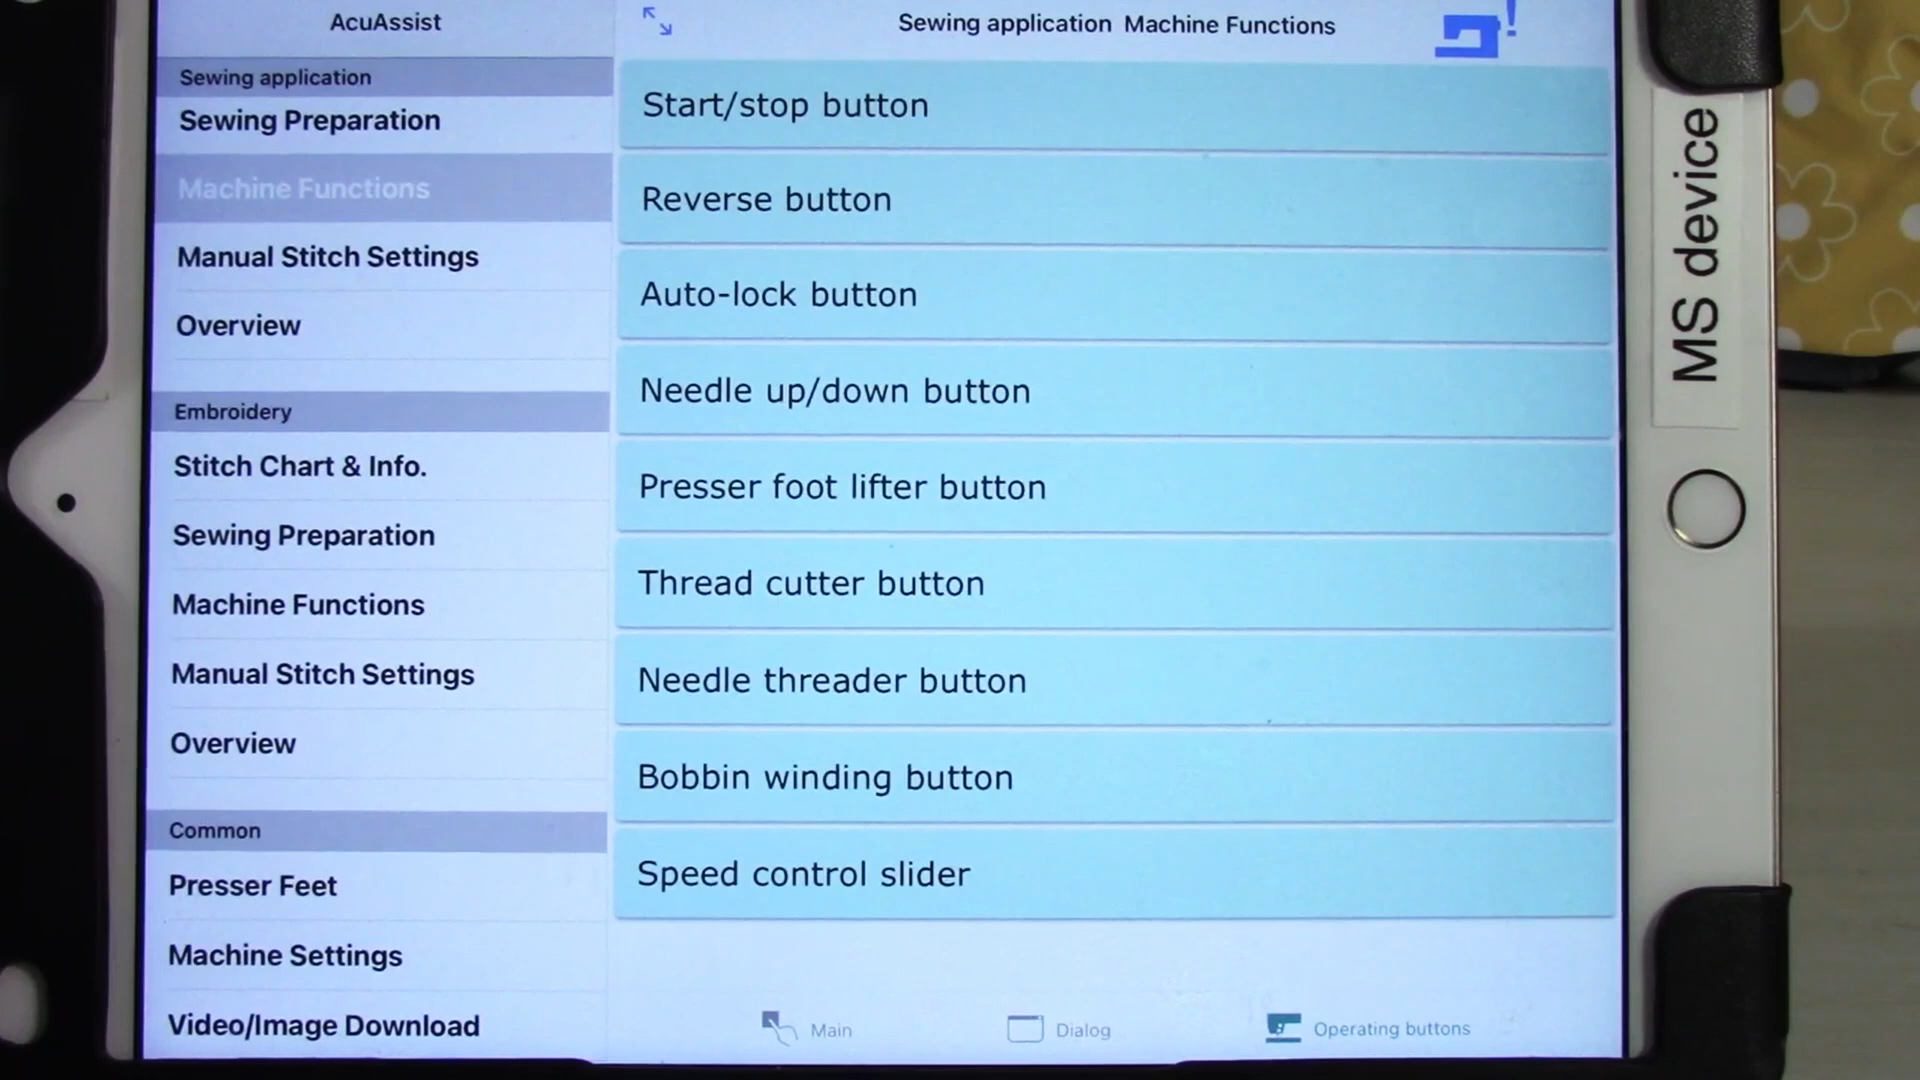 AcuAssist
Sewing application
Sewing Preparation
Machine Functions
Manual Stitch Settings
Overview
Embroidery
Stitch Chart & Info.
Sewing Preparation
Machine Functions
Manual Stitch Settings
Overview
Common
Presser Feet
Machine Settings
Video/Image Download
Sewing application Machine Functions
Start/stop button
Reverse button
Auto-lock button
Needle up/down button
Presser foot lifter button
Thread cutter button
Needle threader button
Bobbin winding button
Speed control slider
Main
Dialog
Operating buttons
MS device